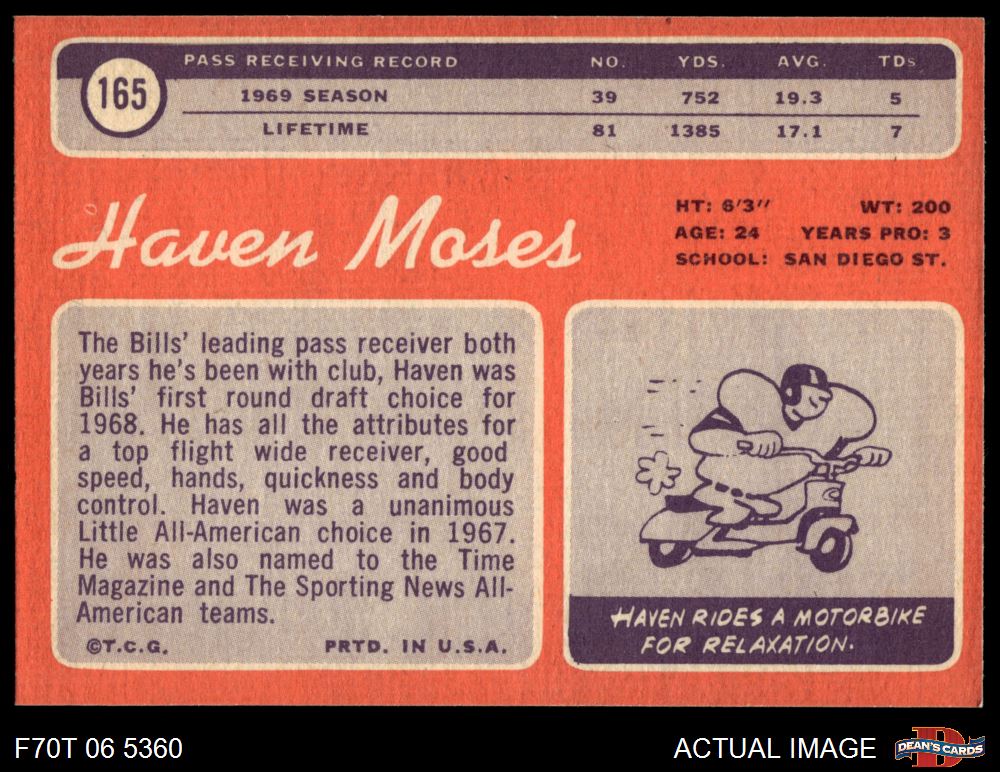 165
PASS RECEIVING RECORD NO. YDS. AVG. TDs
1969 SEASON 39 752 19.3 5
LIFETIME 81 1385 17.1 7
Haven Moses
HT: 6'3" WT: 200
AGE: 24 YEARS PRO: 3
SCHOOL: SAN DIEGO ST.
The Bills' leading pass receiver both
years he's been with club, Haven was
Bills' first round draft choice for
1968. He has all the attributes for
a top flight wide receiver, good
speed, hands, quickness and body
control. Haven was a unanimous
Little All-American choice in 1967.
He was also named to the Time
Magazine and The Sporting News All-
American teams.
©T.C.G. PRTD. IN U.S.A.
HAVEN RIDES A MOTORBIKE
FOR RELAXATION.
F70T 06 5360
ACTUAL IMAGE
D
DEAN'S CARDS